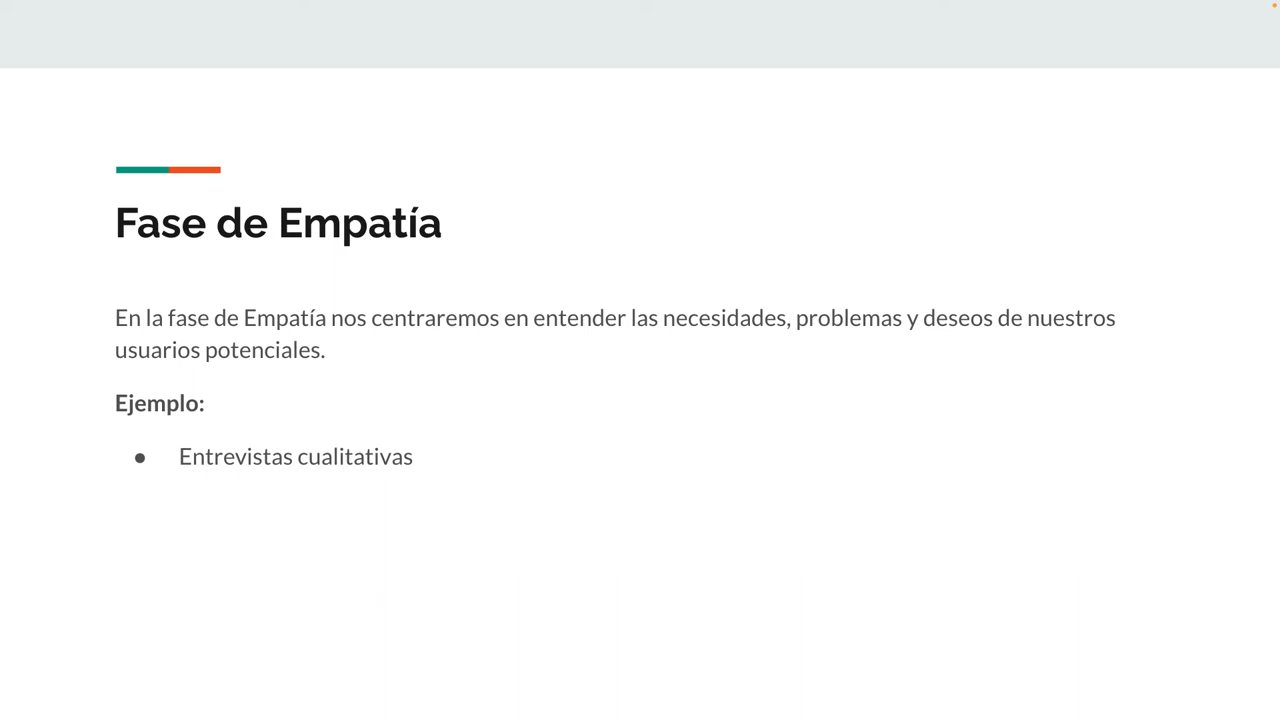 Fase de Empatía
En la fase de Empatía nos centraremos en entender las necesidades, problemas y deseos de nuestros
usuarios potenciales.
Ejemplo:
● Entrevistas cualitativas